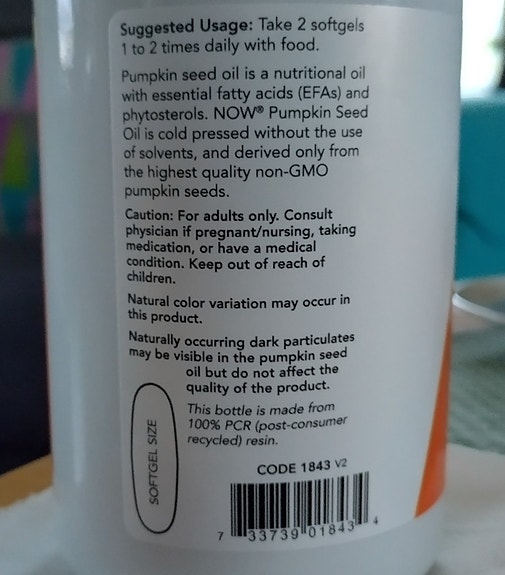 Suggested Usage: Take 2 softgels
1 to 2 times daily with food.
Pumpkin seed oil is a nutritional oil
with essential fatty acids (EFAs) and
phytosterols. NOW® Pumpkin Seed
Oil is cold pressed without the use
of solvents, and derived only from
the highest quality non-GMO
pumpkin seeds.
Caution: For adults only. Consult
physician if pregnant/nursing, taking
medication, or have a medical
condition. Keep out of reach of
children.
Natural color variation may occur in
this product.
Naturally occurring dark particulates
may be visible in the pumpkin seed
oil but do not affect the
quality of the product.
SOFTGEL SIZE
This bottle is made from
100% PCR (post-consumer
recycled) resin.
CODE 1843 V2
7 33739 01843 4